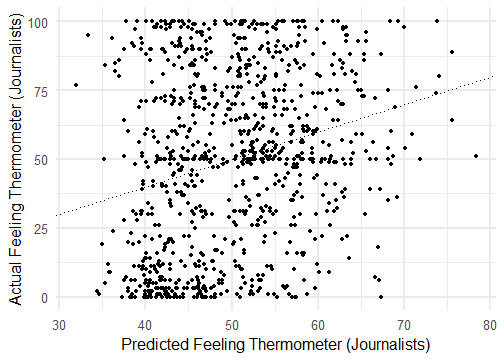 Actual Feeling Thermometer (Journalists)
100
75
50
25
0
30 40 50 60 70 80
Predicted Feeling Thermometer (Journalists)